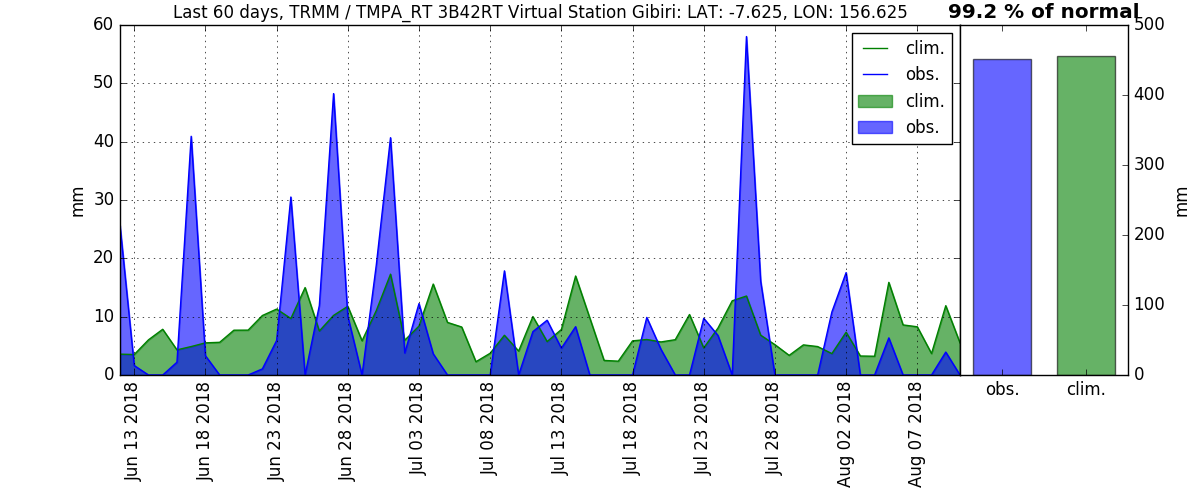 Last 60 days, TRMM / TMPA_RT 3B42RT Virtual Station Gibiri: LAT: -7.625, LON: 156.625
99.2 % of normal
60
50
40
30
20
10
0
mm
clim.
obs.
clim.
obs.
500
400
300
200
100
0
mm
Jun 13 2018
Jun 18 2018
Jun 23 2018
Jun 28 2018
Jul 03 2018
Jul 08 2018
Jul 13 2018
Jul 18 2018
Jul 23 2018
Jul 28 2018
Aug 02 2018
Aug 07 2018
obs.
clim.